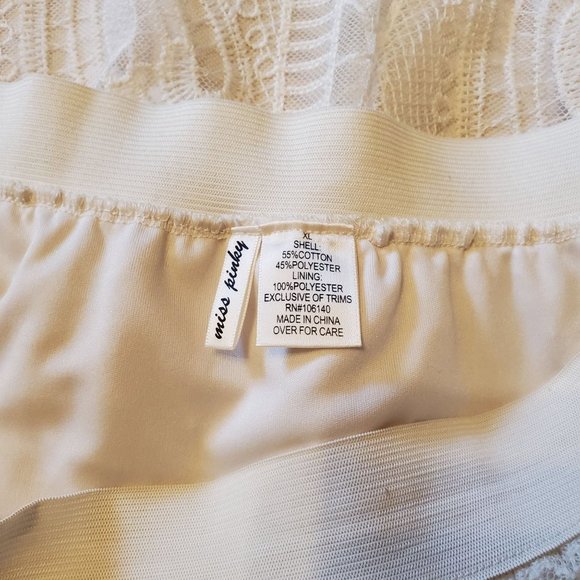 miss pinky
XL
SHELL:
55%COTTON
45%POLYESTER
LINING:
100%POLYESTER
EXCLUSIVE OF TRIMS
RN#106140
MADE IN CHINA
OVER FOR CARE